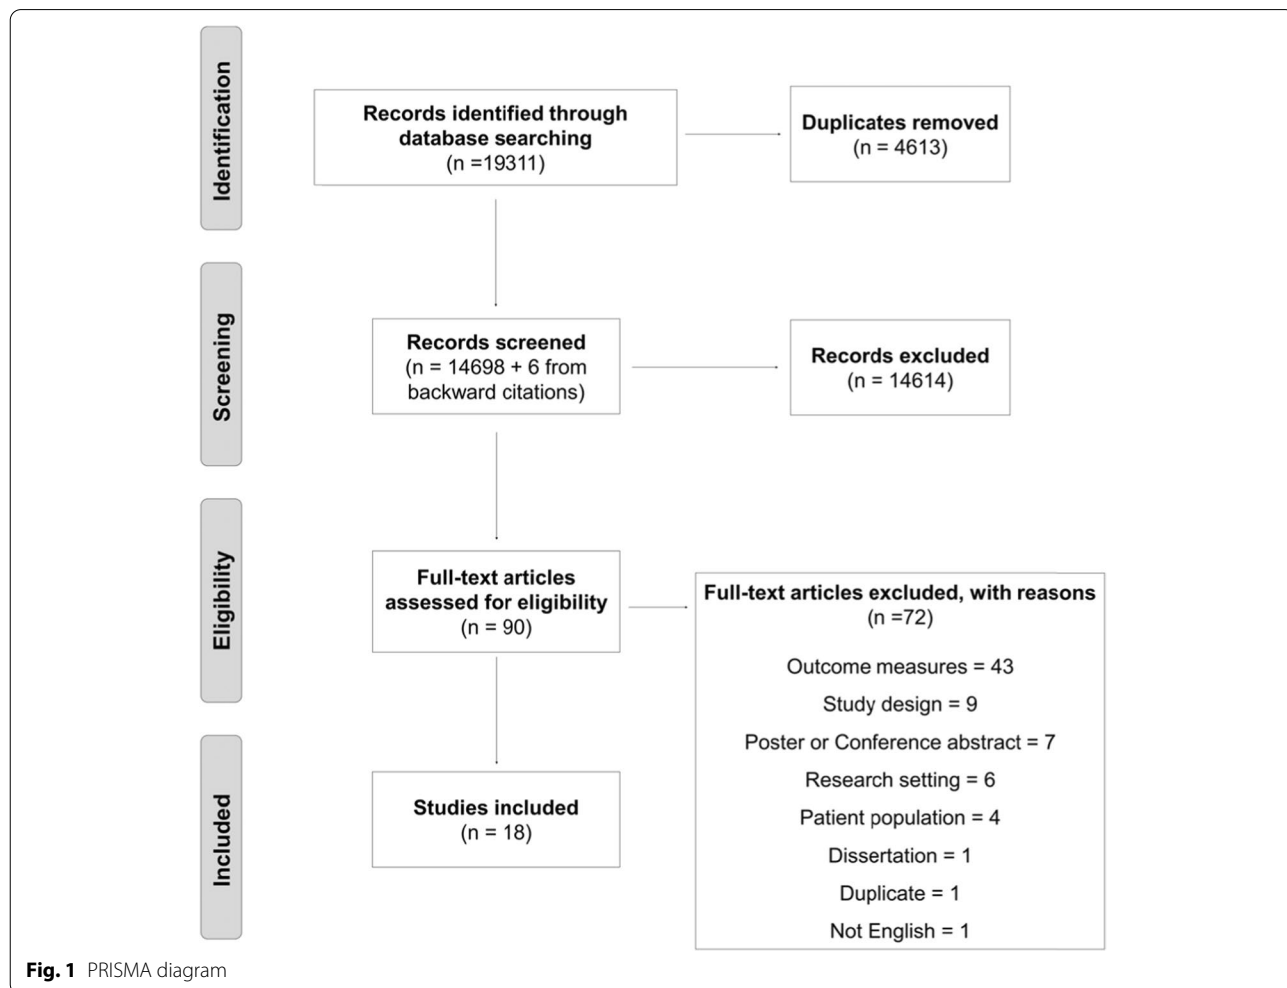 Identification
Records identified through
database searching
(n =19311)
Duplicates removed
(n = 4613)
Screening
Records screened
(n = 14698 + 6 from
backward citations)
Records excluded
(n = 14614)
Eligibility
Full-text articles
assessed for eligibility
(n = 90)
Full-text articles excluded, with reasons
(n =72)
Outcome measures = 43
Study design = 9
Poster or Conference abstract = 7
Research setting = 6
Patient population = 4
Dissertation = 1
Duplicate = 1
Not English = 1
Included
Studies included
(n = 18)
Fig. 1 PRISMA diagram